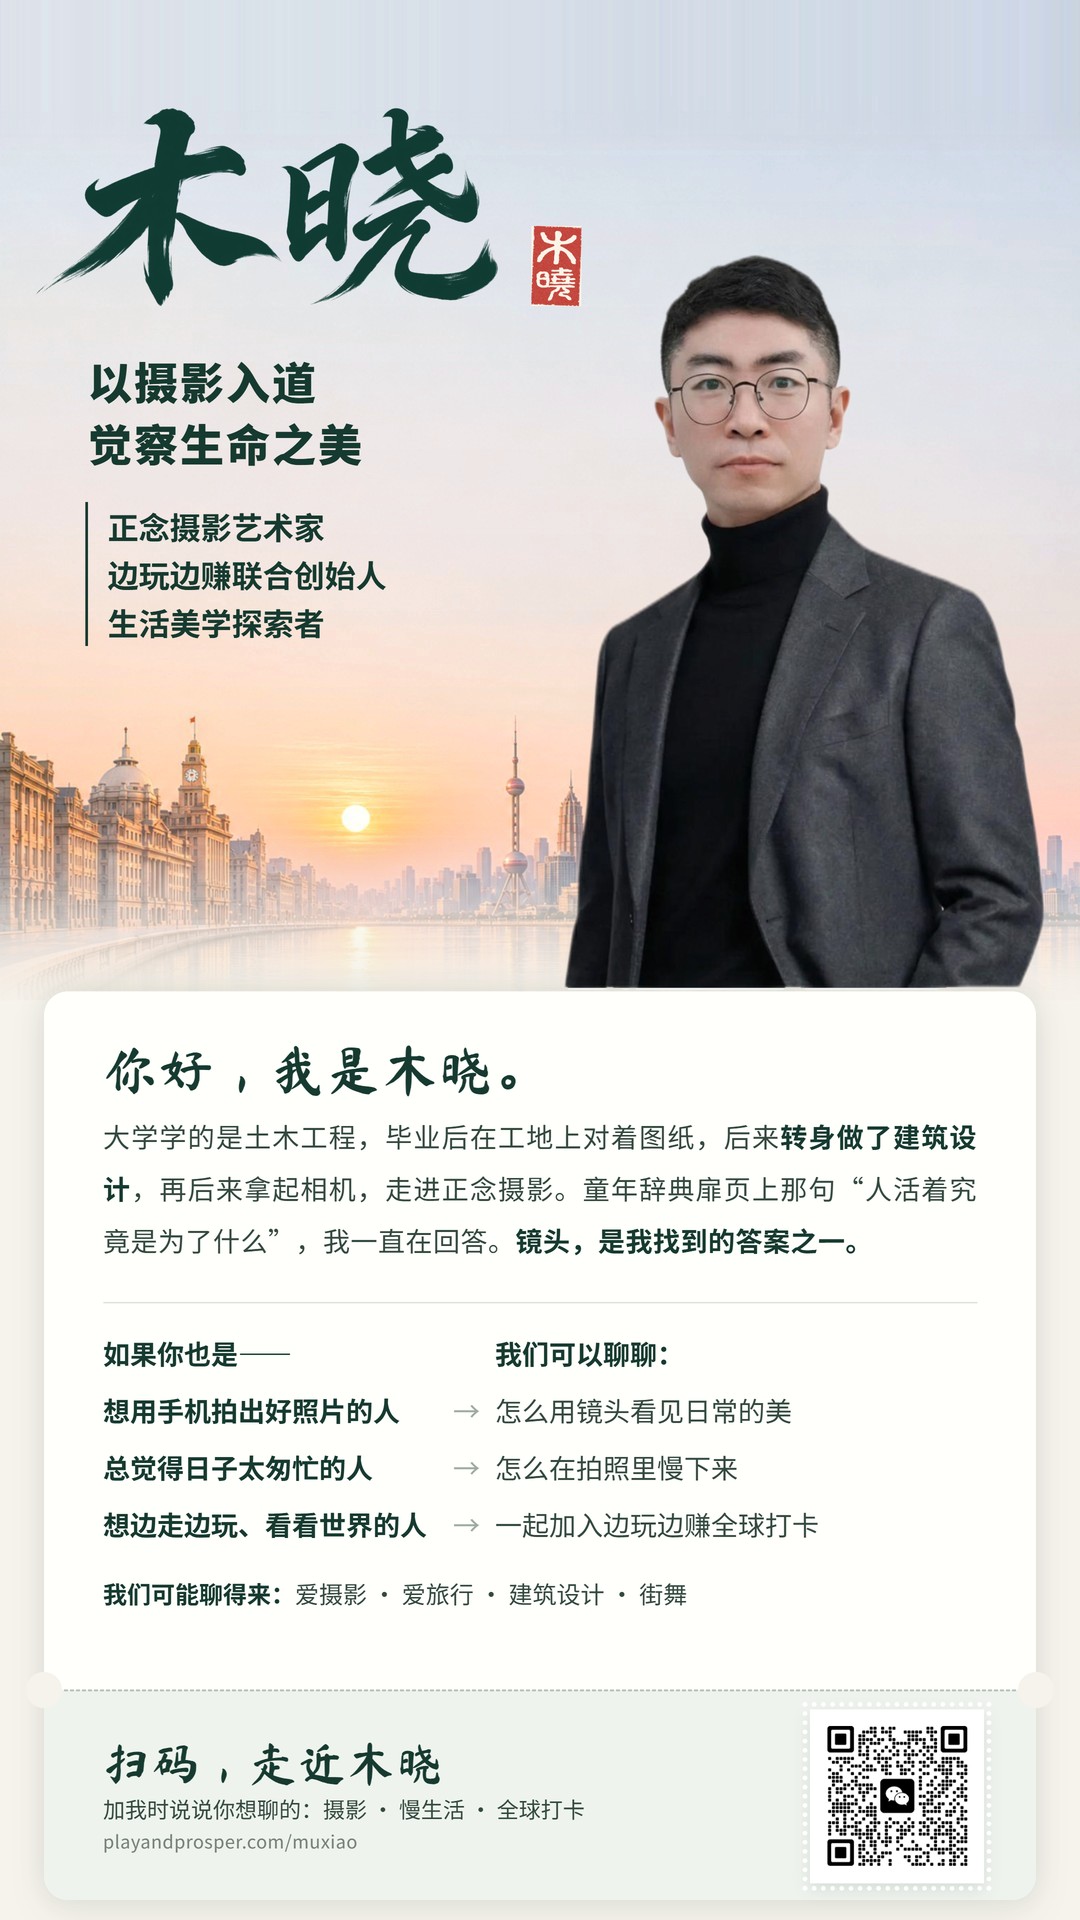 木晓
木曉
以摄影入道
觉察生命之美
正念摄影艺术家
边玩边赚联合创始人
生活美学探索者
你好，我是木晓。
大学学的是土木工程，毕业后在工地上对着图纸，后来转身做了建筑设
计，再后来拿起相机，走进正念摄影。童年辞典扉页上那句“人活着究
竟是为了什么”，我一直在回答。镜头，是我找到的答案之一。
如果你也是——
我们可以聊聊：
想用手机拍出好照片的人 → 怎么用镜头看见日常的美
总觉得日子太匆忙的人 → 怎么在拍照里慢下来
想边走边玩、看看世界的人 → 一起加入边玩边赚全球打卡
我们可能聊得来：爱摄影 · 爱旅行 · 建筑设计 · 街舞
扫码，走近木晓
加我时说说你想聊的：摄影 · 慢生活 · 全球打卡
playandprosper.com/muxiao